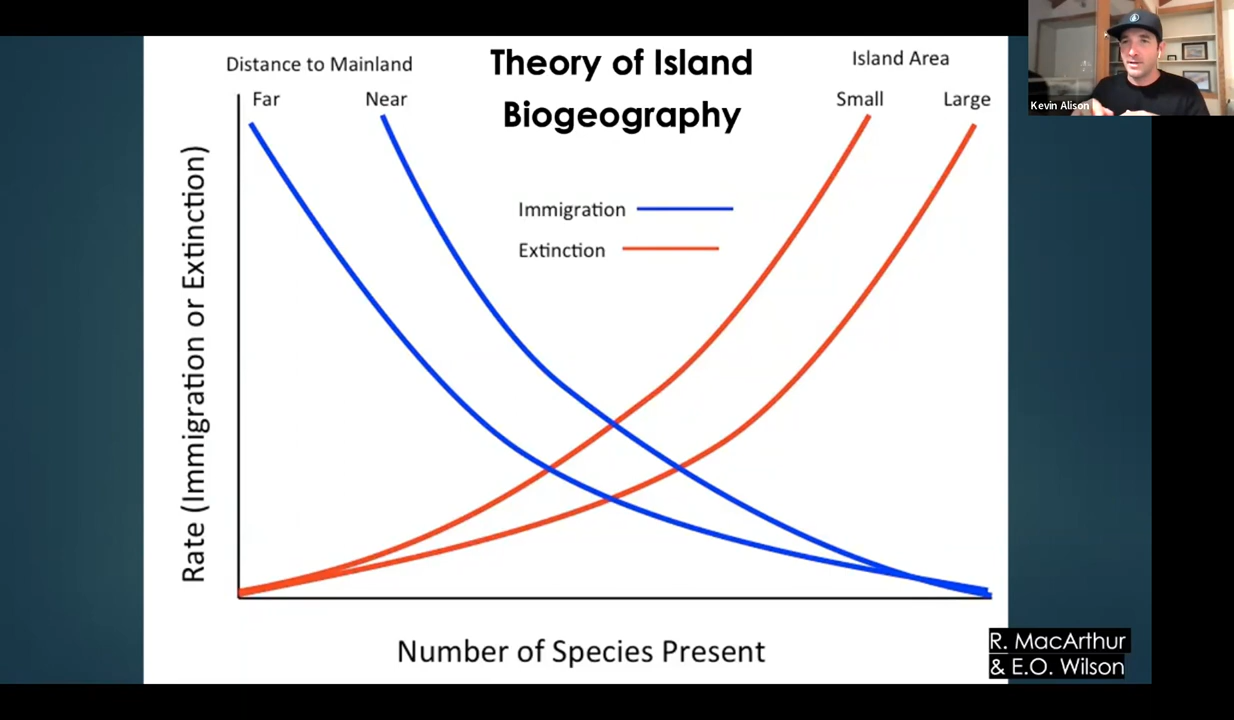 Theory of Island
Biogeography
Distance to Mainland
Far
Near
Island Area
Small
Large
Kevin Alison
Immigration
Extinction
Rate (Immigration or Extinction)
Number of Species Present
R. MacArthur
& E.O. Wilson